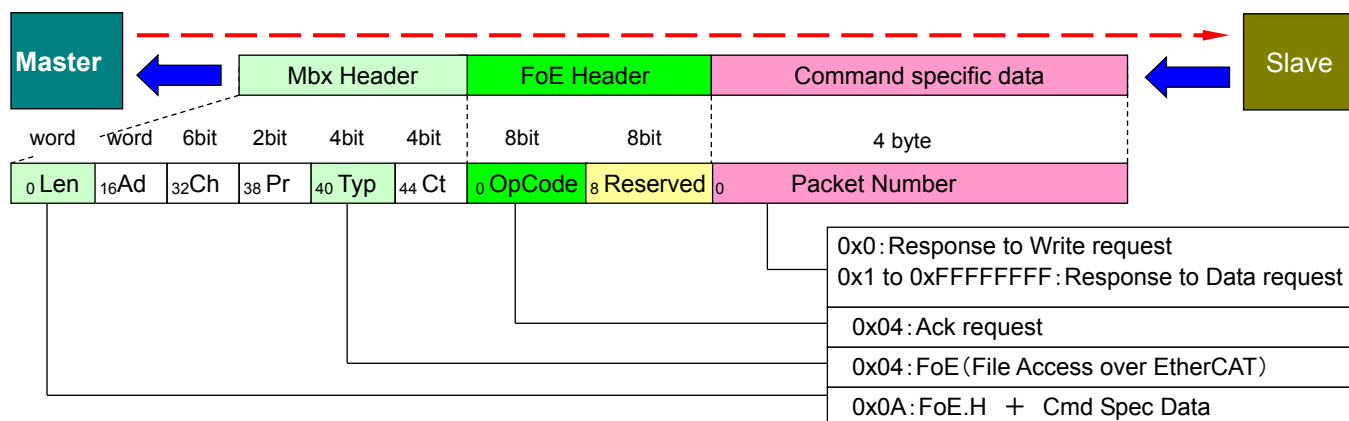 Master
Mbx Header FoE Header Command specific data
Slave
word word 6bit 2bit 4bit 4bit 8bit 8bit 4 byte
0 Len 16Ad 32Ch 38 Pr 40 Typ 44 Ct 0 OpCode 8 Reserved 0 Packet Number
0x0:Response to Write request
0x1 to 0xFFFFFFFF:Response to Data request
0x04:Ack request
0x04:FoE(File Access over EtherCAT)
0x0A:FoE.H + Cmd Spec Data